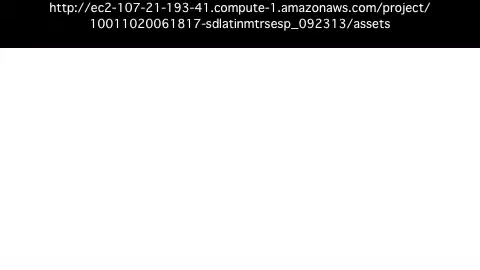 http://ec2-107-21-193-41.compute-1.amazonaws.com/project/
10011020061817-sdlatinmtrsesp_092313/assets